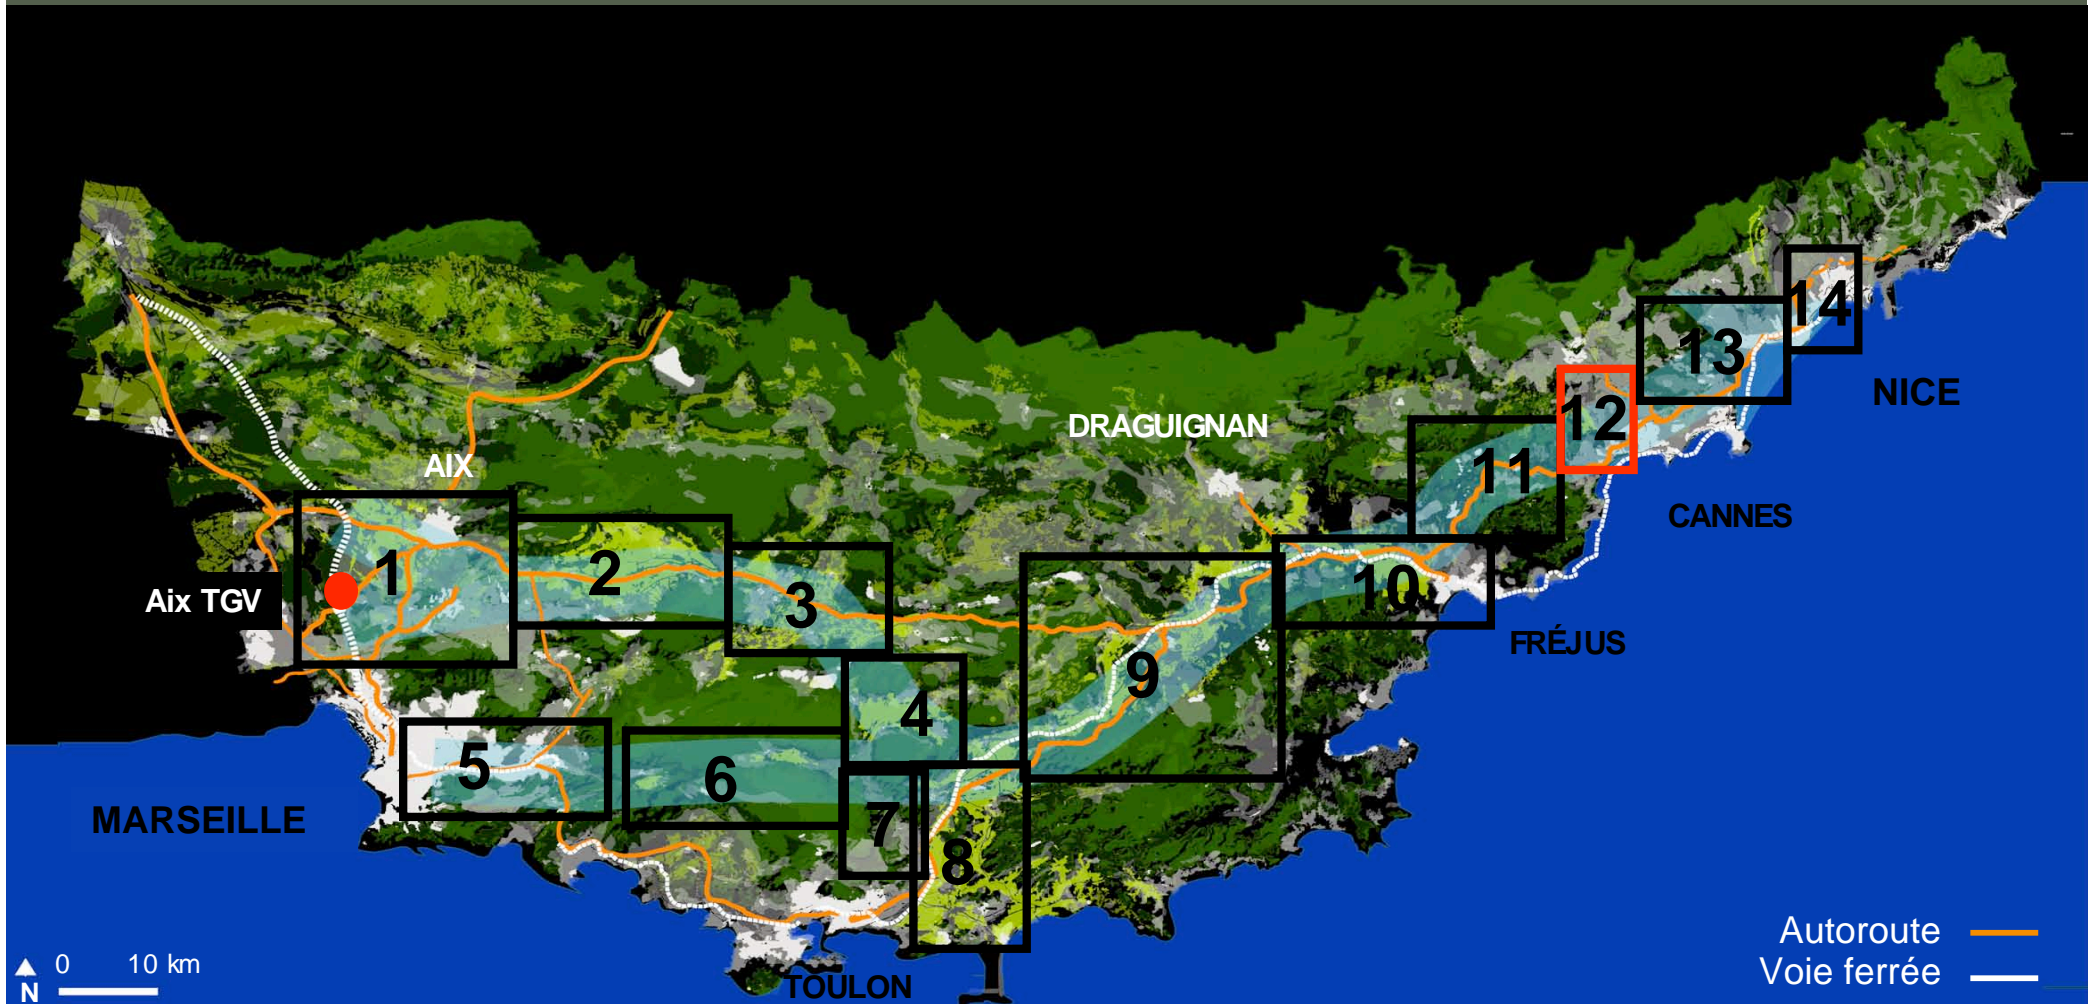 14
13
NICE
12
DRAGUIGNAN
11
AIX
CANNES
1
2
3
10
Aix TGV
FRÉJUS
9
4
5
6
MARSEILLE
7
8
Autoroute
0 10 km
Voie ferrée
N
TOULON